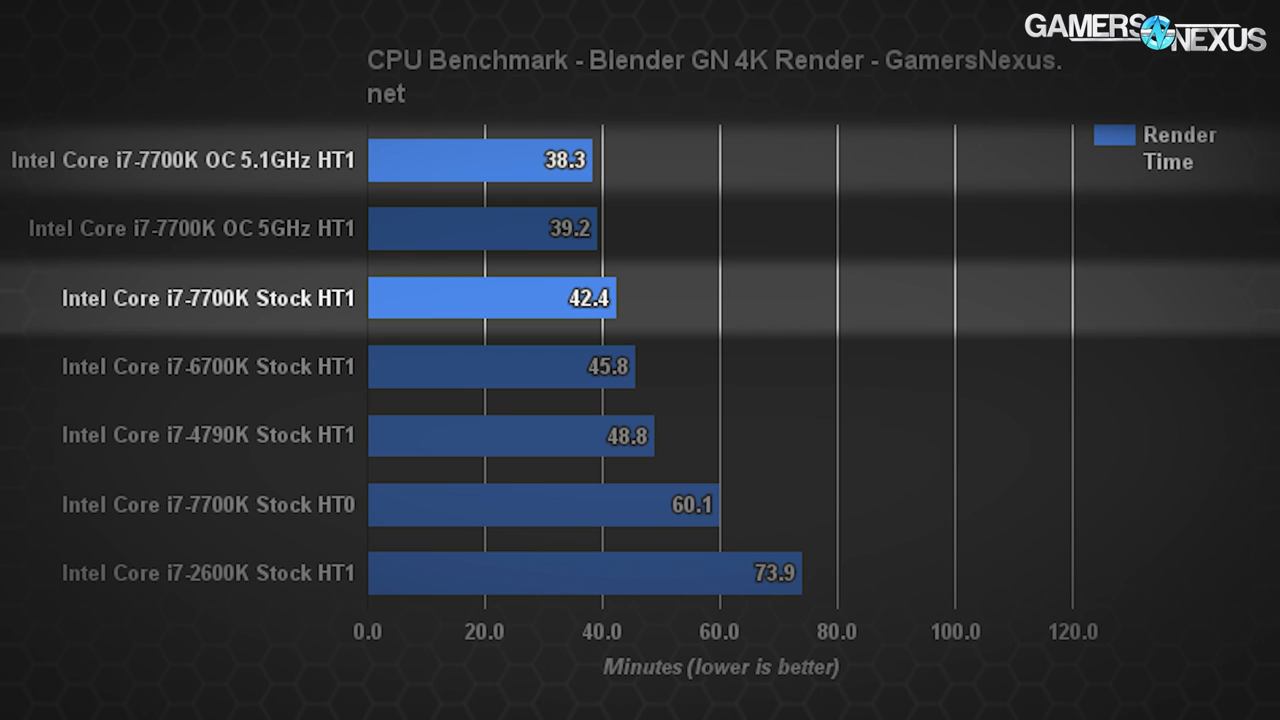 GAMERS NEXUS
CPU Benchmark - Blender GN 4K Render - GamersNexus.
net
Render
Time
Intel Core i7-7700K OC 5.1GHz HT1 38.3
Intel Core i7-7700K OC 5GHz HT1 39.2
Intel Core i7-7700K Stock HT1 42.4
Intel Core i7-6700K Stock HT1 45.8
Intel Core i7-4790K Stock HT1 48.8
Intel Core i7-7700K Stock HT0 60.1
Intel Core i7-2600K Stock HT1 73.9
0.0 20.0 40.0 60.0 80.0 100.0 120.0
Minutes (lower is better)